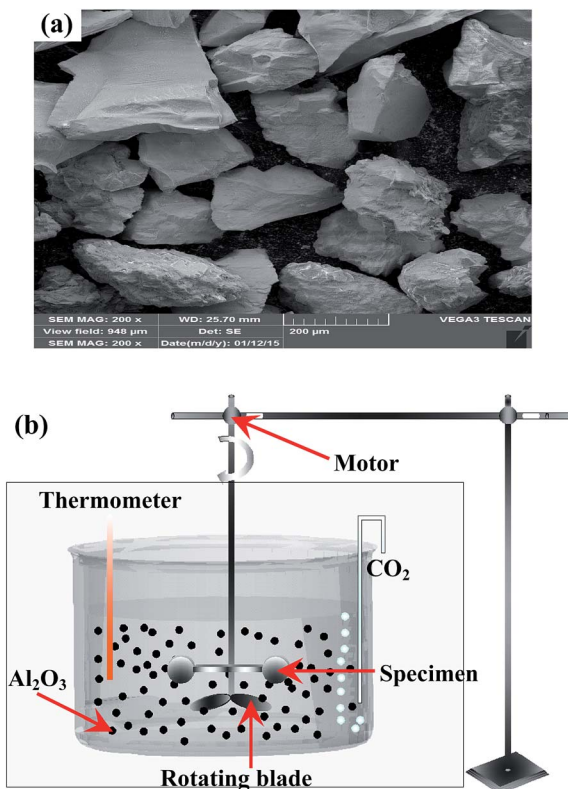 (a)
SEM MAG: 200 x WD: 25.70 mm VEGA3 TESCAN
View field: 948 µm Det: SE 200 µm
SEM MAG: 200 x Date(m/d/y): 01/12/15
(b)
Motor
Thermometer
CO₂
Specimen
Al₂O₃
Rotating blade